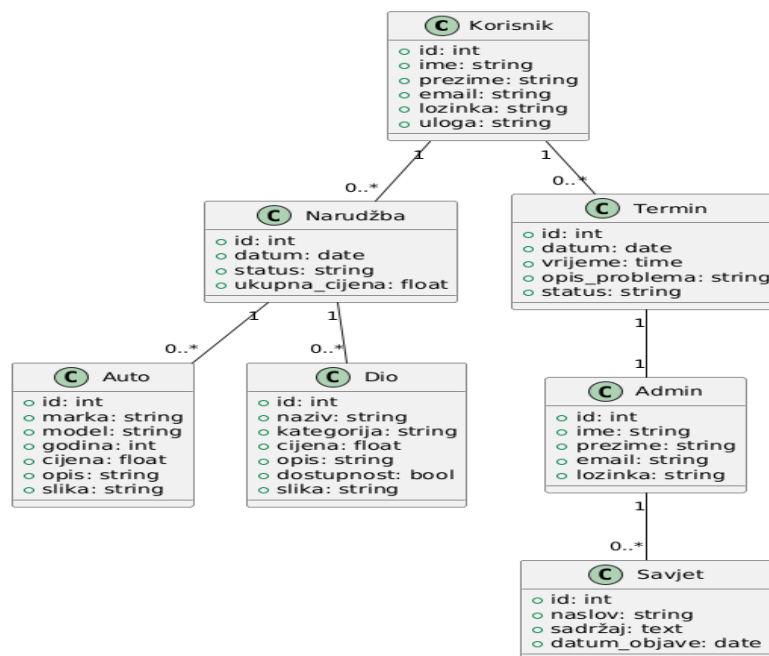 C Korisnik
id: int
ime: string
prezime: string
email: string
lozinka: string
uloga: string
1
1
0..*
0..*
C Narudžba
id: int
datum: date
status: string
ukupna_cijena: float
C Termin
id: int
datum: date
vrijeme: time
opis_problema: string
status: string
1
1
1
0..*
0..*
1
C Auto
id: int
marka: string
model: string
godina: int
cijena: float
opis: string
slika: string
C Dio
id: int
naziv: string
kategorija: string
cijena: float
opis: string
dostupnost: bool
slika: string
C Admin
id: int
ime: string
prezime: string
email: string
lozinka: string
1
0..*
C Savjet
id: int
naslov: string
sadržaj: text
datum_objave: date